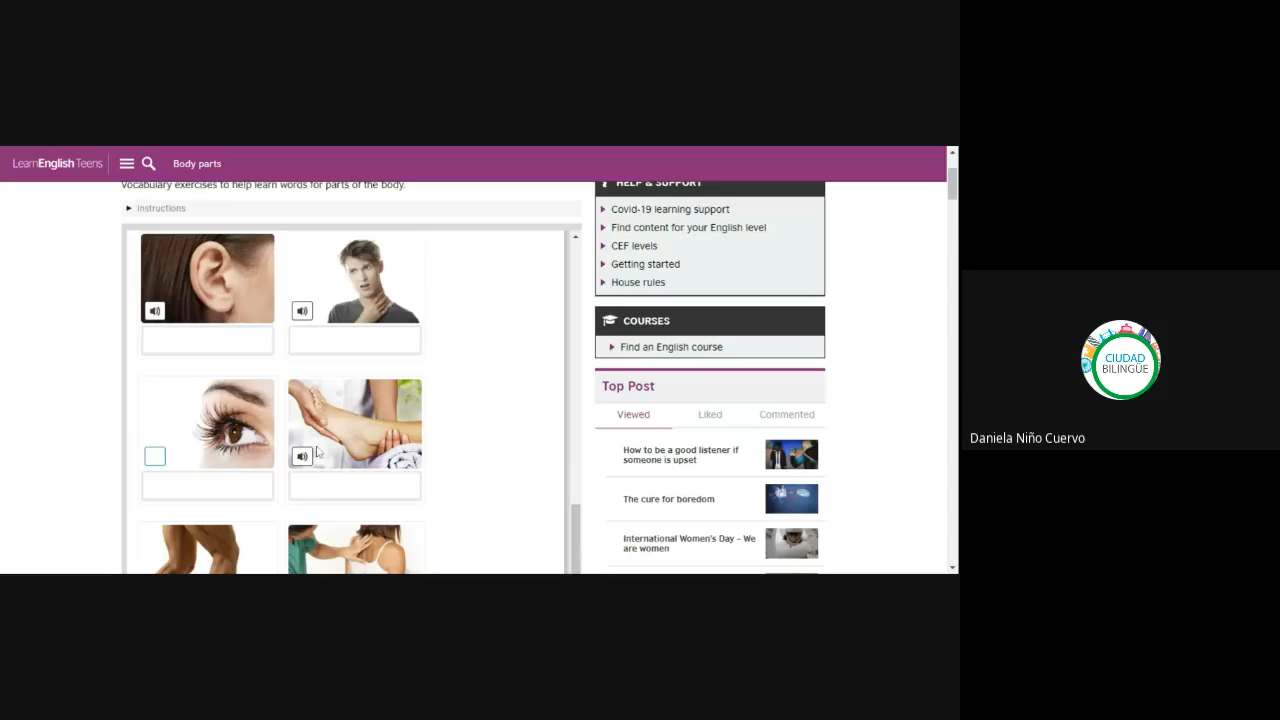 LearnEnglish Teens
Body parts
Vocabulary exercises to help learn words for parts of the body.
Instructions
HELP & SUPPORT
Covid-19 learning support
Find content for your English level
CEF levels
Getting started
House rules
COURSES
Find an English course
Top Post
Viewed
Liked
Commented
How to be a good listener if
someone is upset
The cure for boredom
International Women's Day – We
are women
CIUDAD
BILINGÜE
Daniela Niño Cuervo